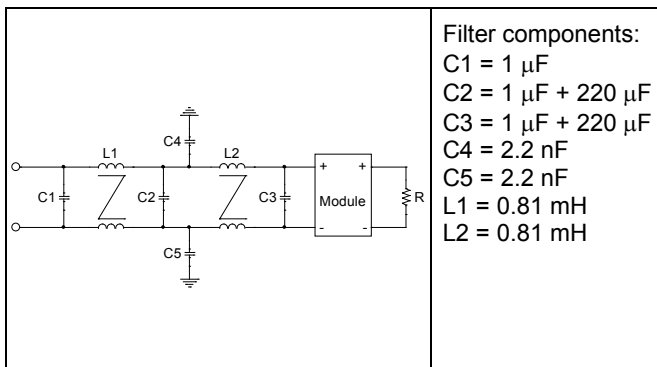 Filter components:
C1 = 1 μF
C2 = 1 μF + 220 μF
C3 = 1 μF + 220 μF
C4 = 2.2 nF
C5 = 2.2 nF
L1 = 0.81 mH
L2 = 0.81 mH
C4
L1
L2
+
+
C1
C2
C3
Module
R
-
-
C5